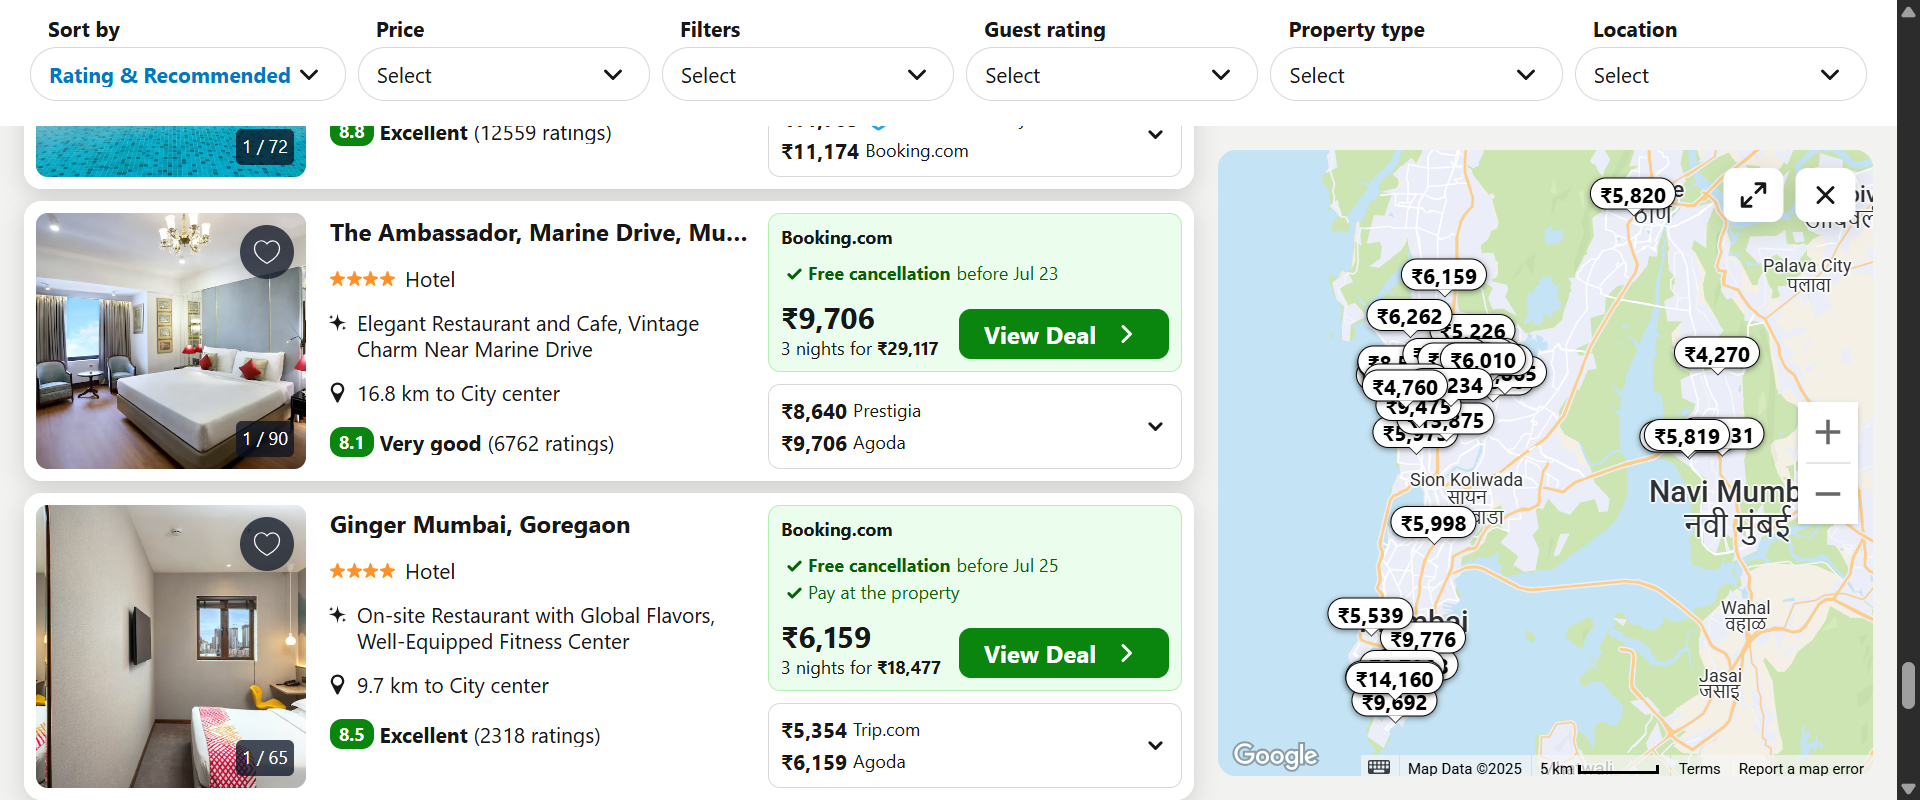 Sort by
Price
Filters
Guest rating
Property type
Location
Rating & Recommended
Select
Select
Select
Select
Select
1 / 72
8.8 Excellent (12559 ratings)
₹11,174 Booking.com
The Ambassador, Marine Drive, Mu...
Hotel
Elegant Restaurant and Cafe, Vintage
Charm Near Marine Drive
16.8 km to City center
8.1 Very good (6762 ratings)
1 / 90
Booking.com
Free cancellation before Jul 23
₹9,706
3 nights for ₹29,117
View Deal
₹8,640 Prestigia
₹9,706 Agoda
Ginger Mumbai, Goregaon
Hotel
On-site Restaurant with Global Flavors,
Well-Equipped Fitness Center
9.7 km to City center
8.5 Excellent (2318 ratings)
1 / 65
Booking.com
Free cancellation before Jul 25
Pay at the property
₹6,159
3 nights for ₹18,477
View Deal
₹5,354 Trip.com
₹6,159 Agoda
₹5,820
ठाणे
Palava City
पलावा
₹6,159
₹6,262
₹5,226
₹6,010
₹4,270
₹4,760
234
₹9,475
₹5,819
31
Sion Koliwada
सायन
Navi Mumb
नवी मुंबई
₹5,998
₹5,539
₹9,776
₹14,160
₹9,692
Wahal
वहाळ
Jasai
जसाई
Google
Map Data ©2025
5 km
Terms
Report a map error